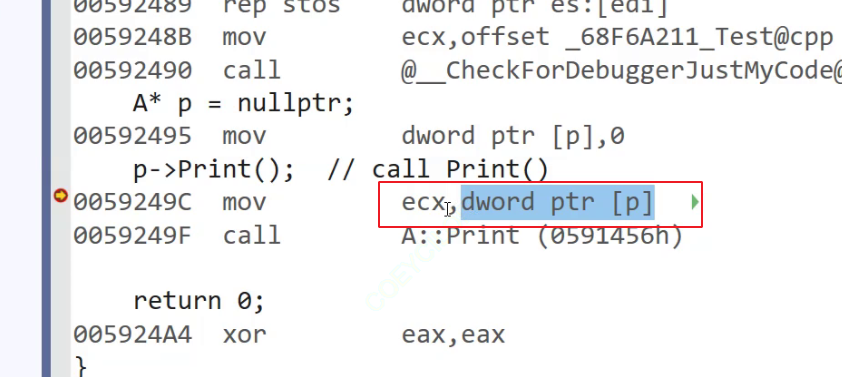 00592489 rep stos dword ptr es:[edi]
0059248B mov ecx,offset _68F6A211_Test@cpp
00592490 call @__CheckForDebuggerJustMyCode@
A* p = nullptr;
00592495 mov dword ptr [p],0
p->Print(); // call Print()
0059249C mov ecx,dword ptr [p]
0059249F call A::Print (0591456h)
return 0;
005924A4 xor eax,eax
}